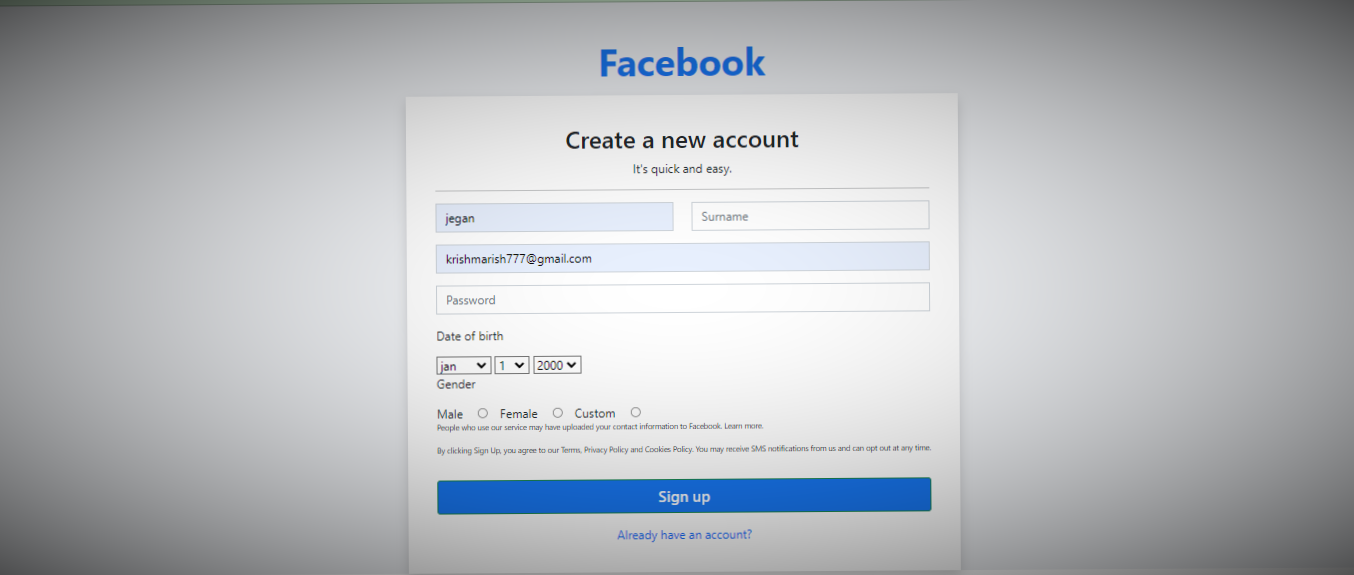 Facebook
Create a new account
It's quick and easy.
jegan Surname
krishmarish777@gmail.com
Password
Date of birth
jan 1 2000
Gender
Male Female Custom
People who use our service may have uploaded your contact information to Facebook. Learn more.
By clicking Sign Up, you agree to our Terms, Privacy Policy and Cookies Policy. You may receive SMS notifications from us and can opt out at any time.
Sign up
Already have an account?